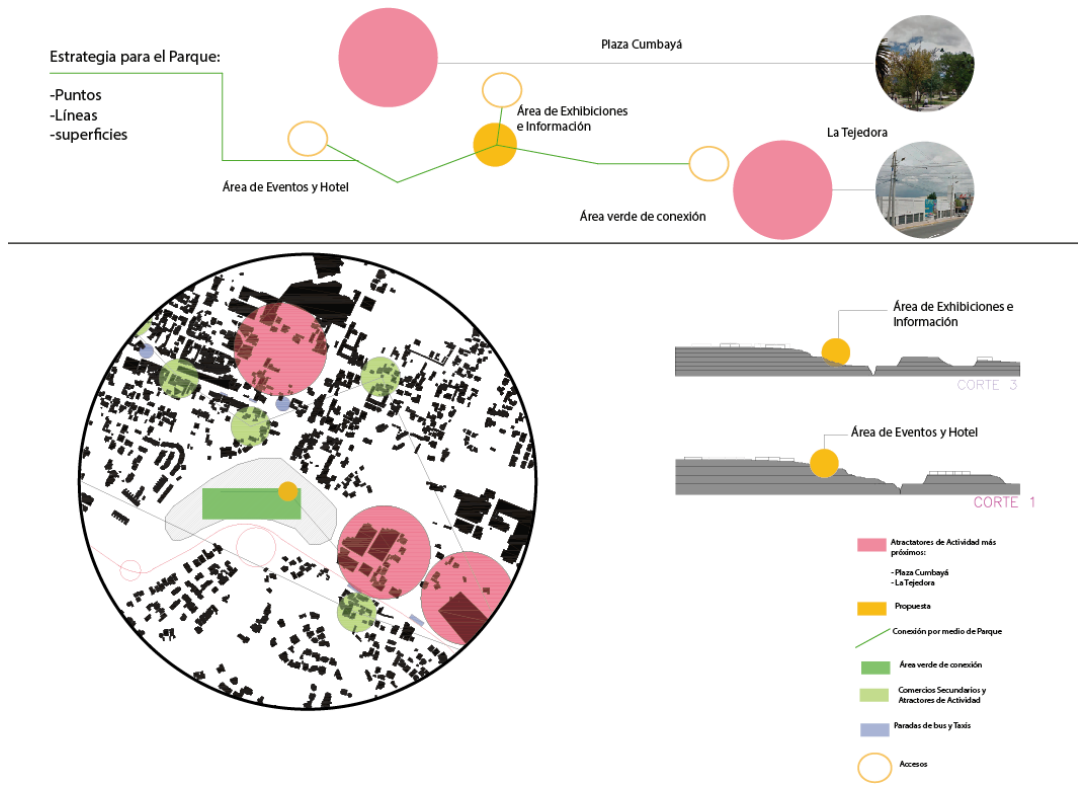 Estrategia para el Parque:
-Puntos
-Líneas
-superficies
Plaza Cumbayá
Área de Exhibiciones
e Información
La Tejedora
Área de Eventos y Hotel
Área verde de conexión
Área de Exhibiciones e
Información
CORTE 3
Área de Eventos y Hotel
CORTE 1
Atractatores de Actividad más
próximos:
- Plaza Cumbayá
- La Tejedora
Propuesta
Conexión por medio de Parque
Área verde de conexión
Comercios Secundarios y
Atractores de Actividad
Paradas de bus y Taxis
Accesos